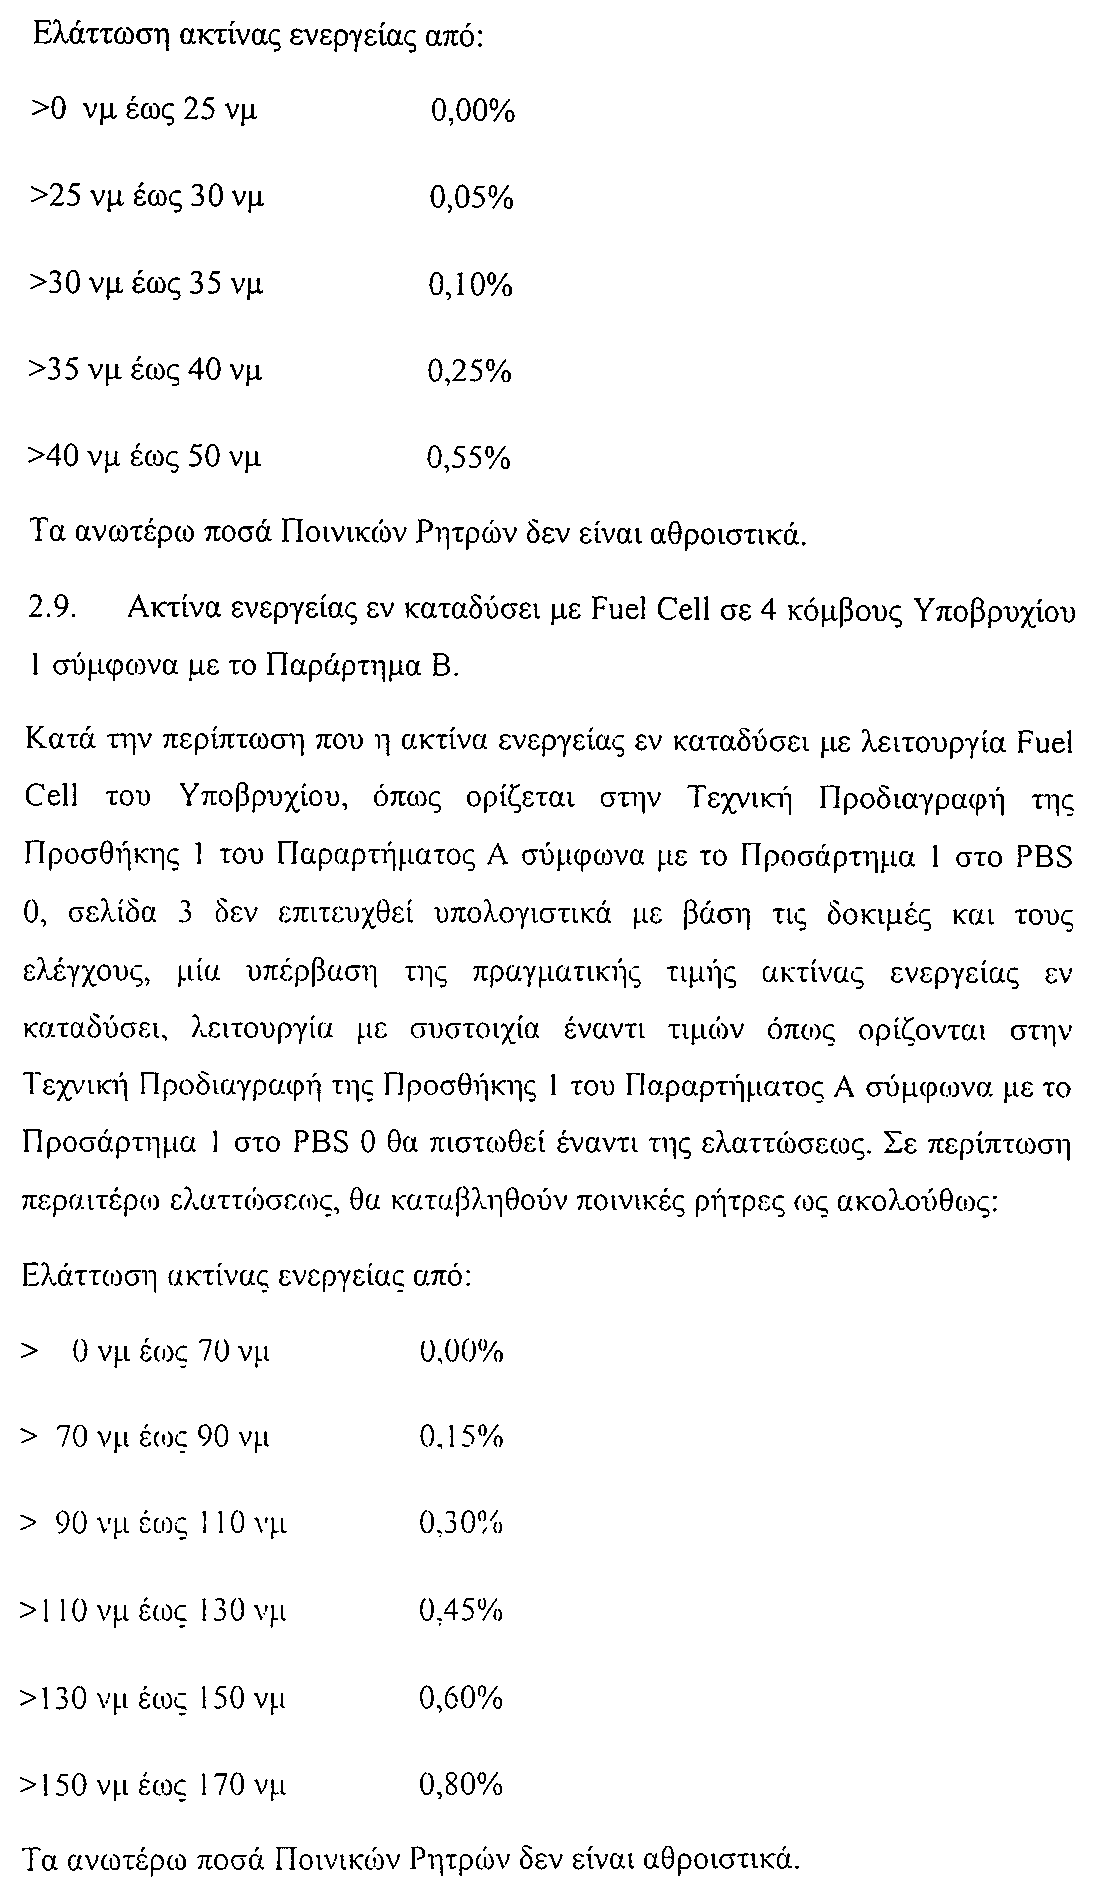 Ελάττωση ακτίνας ενεργείας από:
>0 νμ έως 25 νμ 0,00%
>25 νμ έως 30 νμ 0,05%
>30 νμ έως 35 νμ 0,10%
>35 νμ έως 40 νμ 0,25%
>40 νμ έως 50 νμ 0,55%
Τα ανωτέρω ποσά Ποινικών Ρητρών δεν είναι αθροιστικά.
2.9. Ακτίνα ενεργείας εν καταδύσει με Fuel Cell σε 4 κόμβους Υποβρυχίου
1 σύμφωνα με το Παράρτημα Β.
Κατά την περίπτωση που η ακτίνα ενεργείας εν καταδύσει με λειτουργία Fuel
Cell του Υποβρυχίου, όπως ορίζεται στην Τεχνική Προδιαγραφή της
Προσθήκης 1 του Παραρτήματος Α σύμφωνα με το Προσάρτημα 1 στο PBS
0, σελίδα 3 δεν επιτευχθεί υπολογιστικά με βάση τις δοκιμές και τους
ελέγχους, μία υπέρβαση της πραγματικής τιμής ακτίνας ενεργείας εν
καταδύσει, λειτουργία με συστοιχία έναντι τιμών όπως ορίζονται στην
Τεχνική Προδιαγραφή της Προσθήκης 1 του Παραρτήματος Α σύμφωνα με το
Προσάρτημα 1 στο PBS 0 θα πιστωθεί έναντι της ελαττώσεως. Σε περίπτωση
περαιτέρω ελαττώσεως, θα καταβληθούν ποινικές ρήτρες ως ακολούθως:
Ελάττωση ακτίνας ενεργείας από:
> 0 νμ έως 70 νμ 0,00%
> 70 νμ έως 90 νμ 0,15%
> 90 νμ έως 110 νμ 0,30%
>110 νμ έως 130 νμ 0,45%
>130 νμ έως 150 νμ 0,60%
>150 νμ έως 170 νμ 0,80%
Τα ανωτέρω ποσά Ποινικών Ρητρών δεν είναι αθροιστικά.